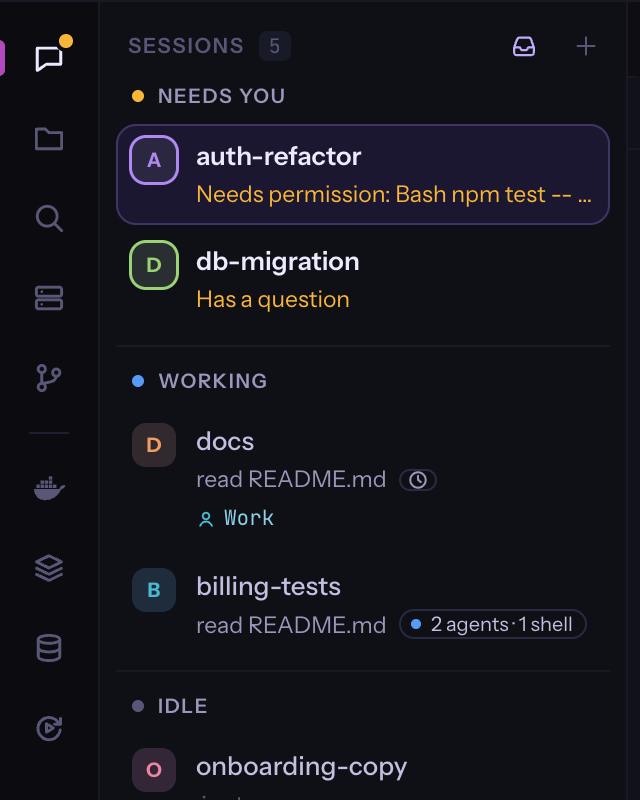 SESSIONS 5
NEEDS YOU
A auth-refactor
Needs permission: Bash npm test -- …
D db-migration
Has a question
WORKING
D docs
read README.md
Work
B billing-tests
read README.md 2 agents · 1 shell
IDLE
O onboarding-copy